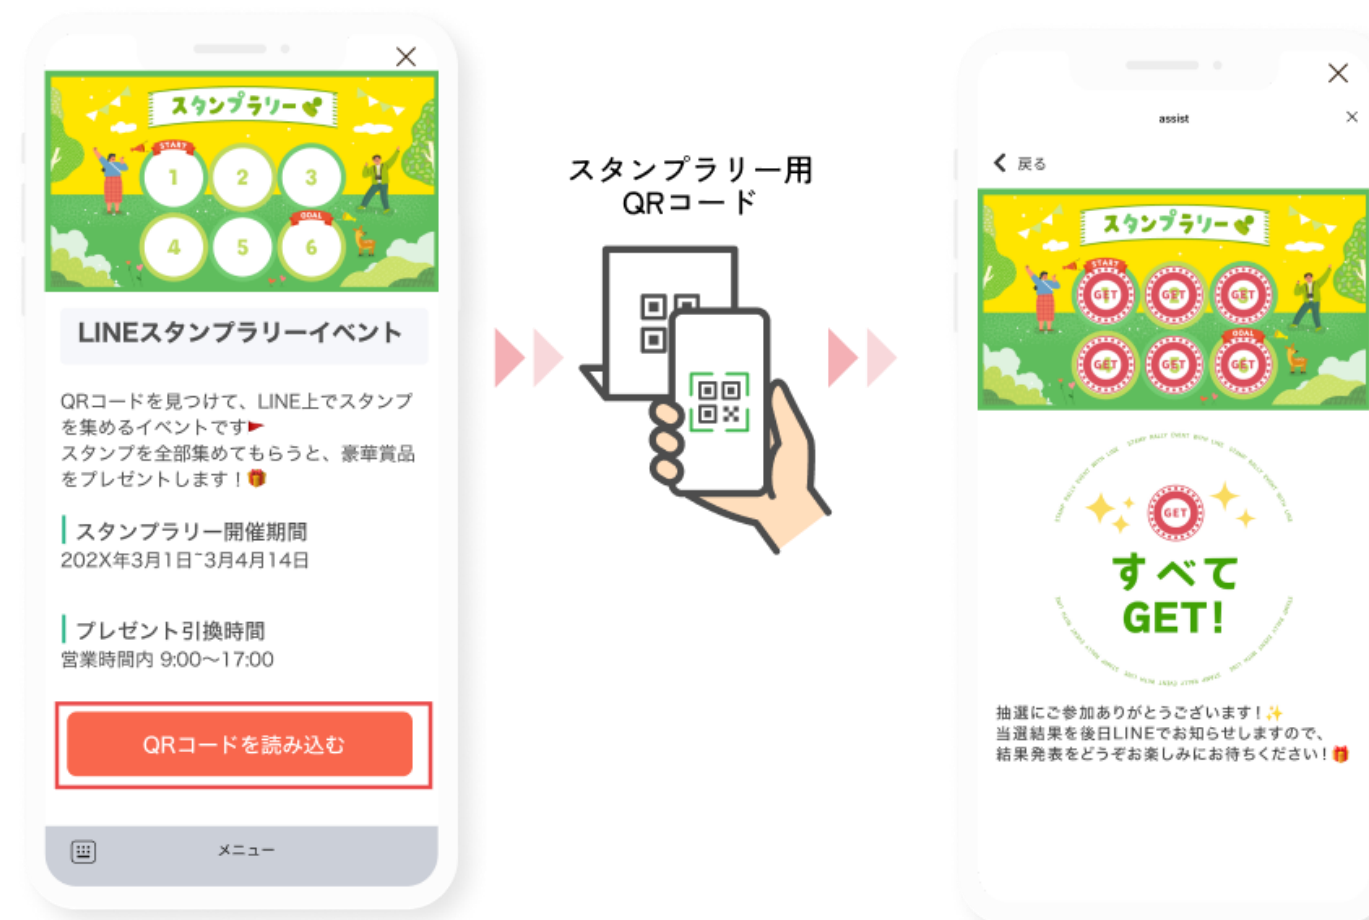 スタンプラリー
START
1
2
3
GOAL
4
5
6
LINEスタンプラリーイベント
QRコードを見つけて、LINE上でスタンプ
を集めるイベントです
スタンプを全部集めてもらうと、豪華賞品
をプレゼントします！
スタンプラリー開催期間
202X年3月1日~3月4月14日
プレゼント引換時間
営業時間内 9:00〜17:00
QRコードを読み込む
メニュー
スタンプラリー用
QRコード
assist
戻る
スタンプラリー
START
GET
GET
GET
GOAL
GET
GET
GET
STAMP RALLY EVENT WITH LINE
GET
すべて
GET!
抽選にご参加ありがとうございます！
当選結果を後日LINEでお知らせしますので、
結果発表をどうぞお楽しみにお待ちください！